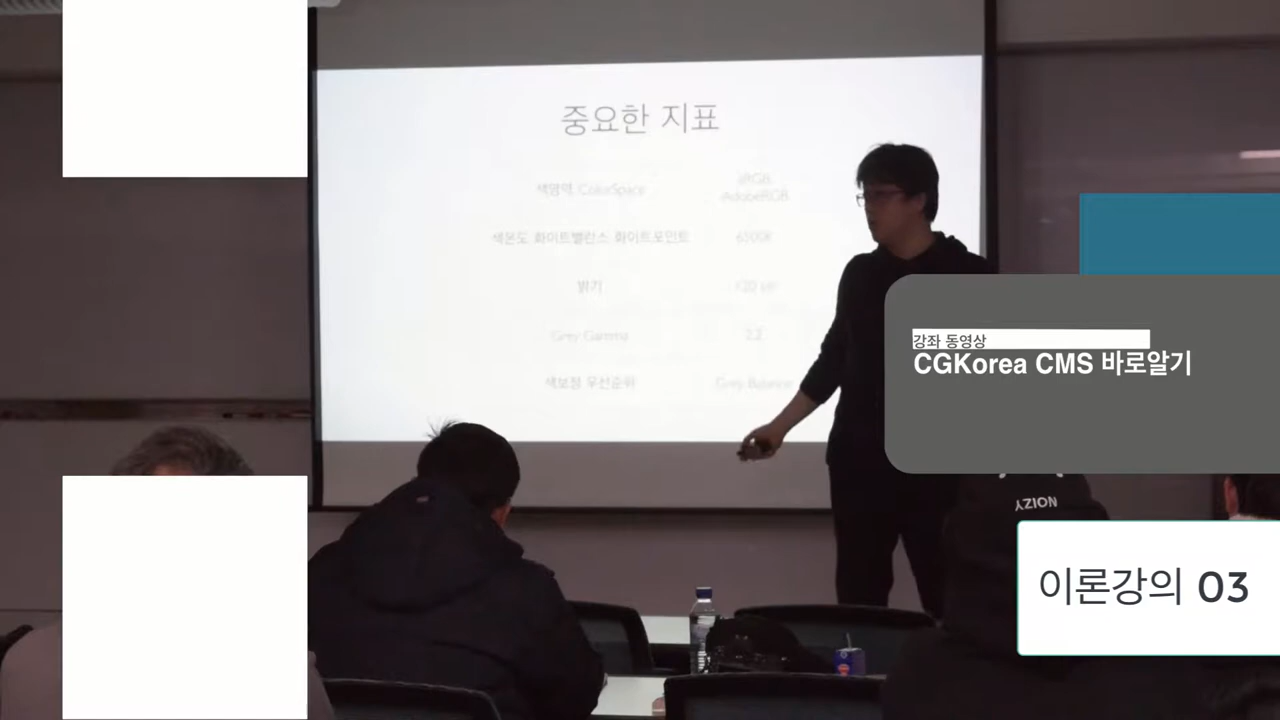 중요한 지표
색영역 ColorSpace
sRGB
AdobeRGB
색온도 화이트밸런스 화이트포인트
6500K
밝기
Grey Gamma
2.2
색보정 우선순위
Grey Balance
강좌 동영상
CGKorea CMS 바로알기
이론강의 03